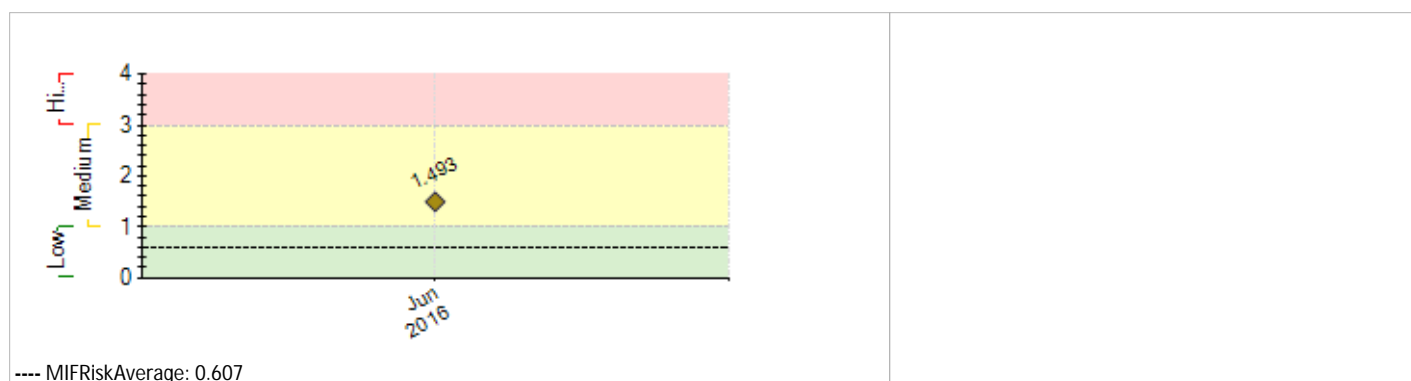 4
Hi...
3
Medium
2
1.493
1
Low
0
Jun
2016
---- MIFRiskAverage: 0.607